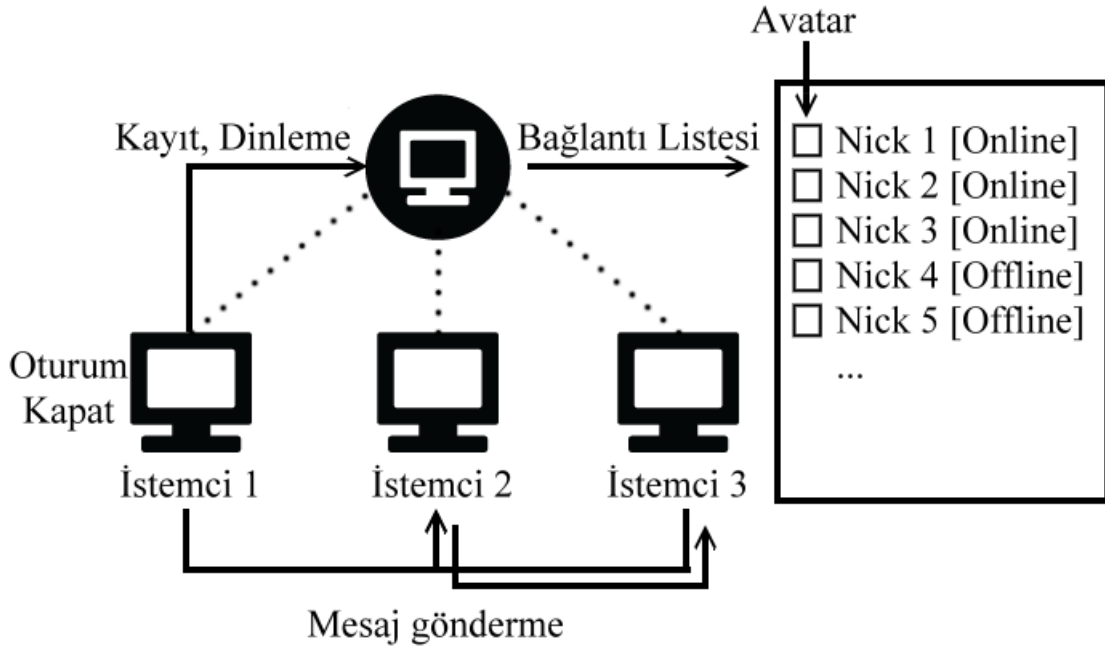 Avatar
Kayıt, Dinleme
Bağlantı Listesi
Nick 1 [Online]
Nick 2 [Online]
Nick 3 [Online]
Nick 4 [Offline]
Nick 5 [Offline]
...
Oturum
Kapat
İstemci 1
İstemci 2
İstemci 3
Mesaj gönderme